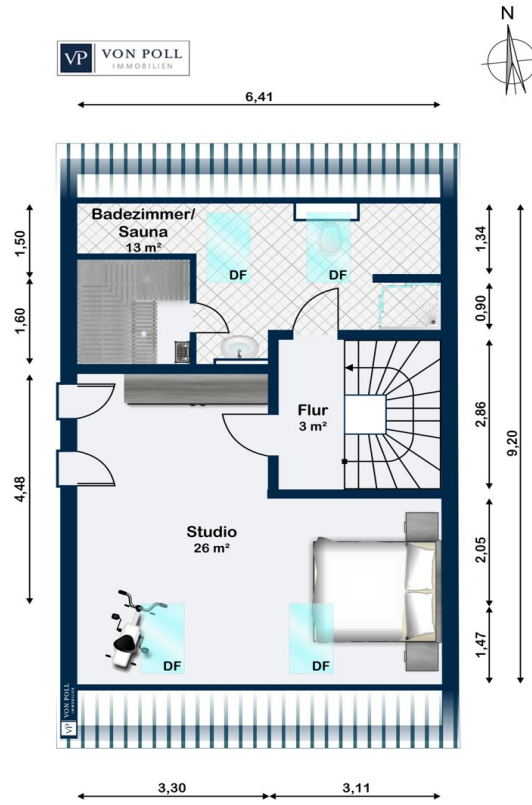 N
VP VON POLL
IMMOBILIEN
6,41
Badezimmer/
Sauna
13 m²
DF
DF
1,50
1,60
4,48
1,34
0,90
2,86
2,05
1,47
9,20
Flur
3 m²
Studio
26 m²
DF
DF
VP VON POLL
IMMOBILIEN
3,30
3,11